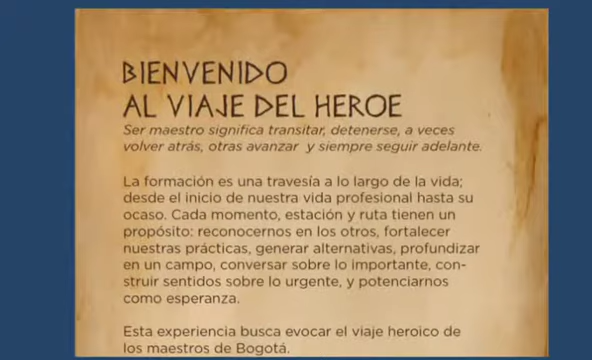 BIENVENIDO
AL VIAJE DEL HEROE
Ser maestro significa transitar, detenerse, a veces
volver atrás, otras avanzar y siempre seguir adelante.
La formación es una travesía a lo largo de la vida;
desde el inicio de nuestra vida profesional hasta su
ocaso. Cada momento, estación y ruta tienen un
propósito: reconocernos en los otros, fortalecer
nuestras prácticas, generar alternativas, profundizar
en un campo, conversar sobre lo importante, con-
struir sentidos sobre lo urgente, y potenciarnos
como esperanza.
Esta experiencia busca evocar el viaje heroico de
los maestros de Bogotá.